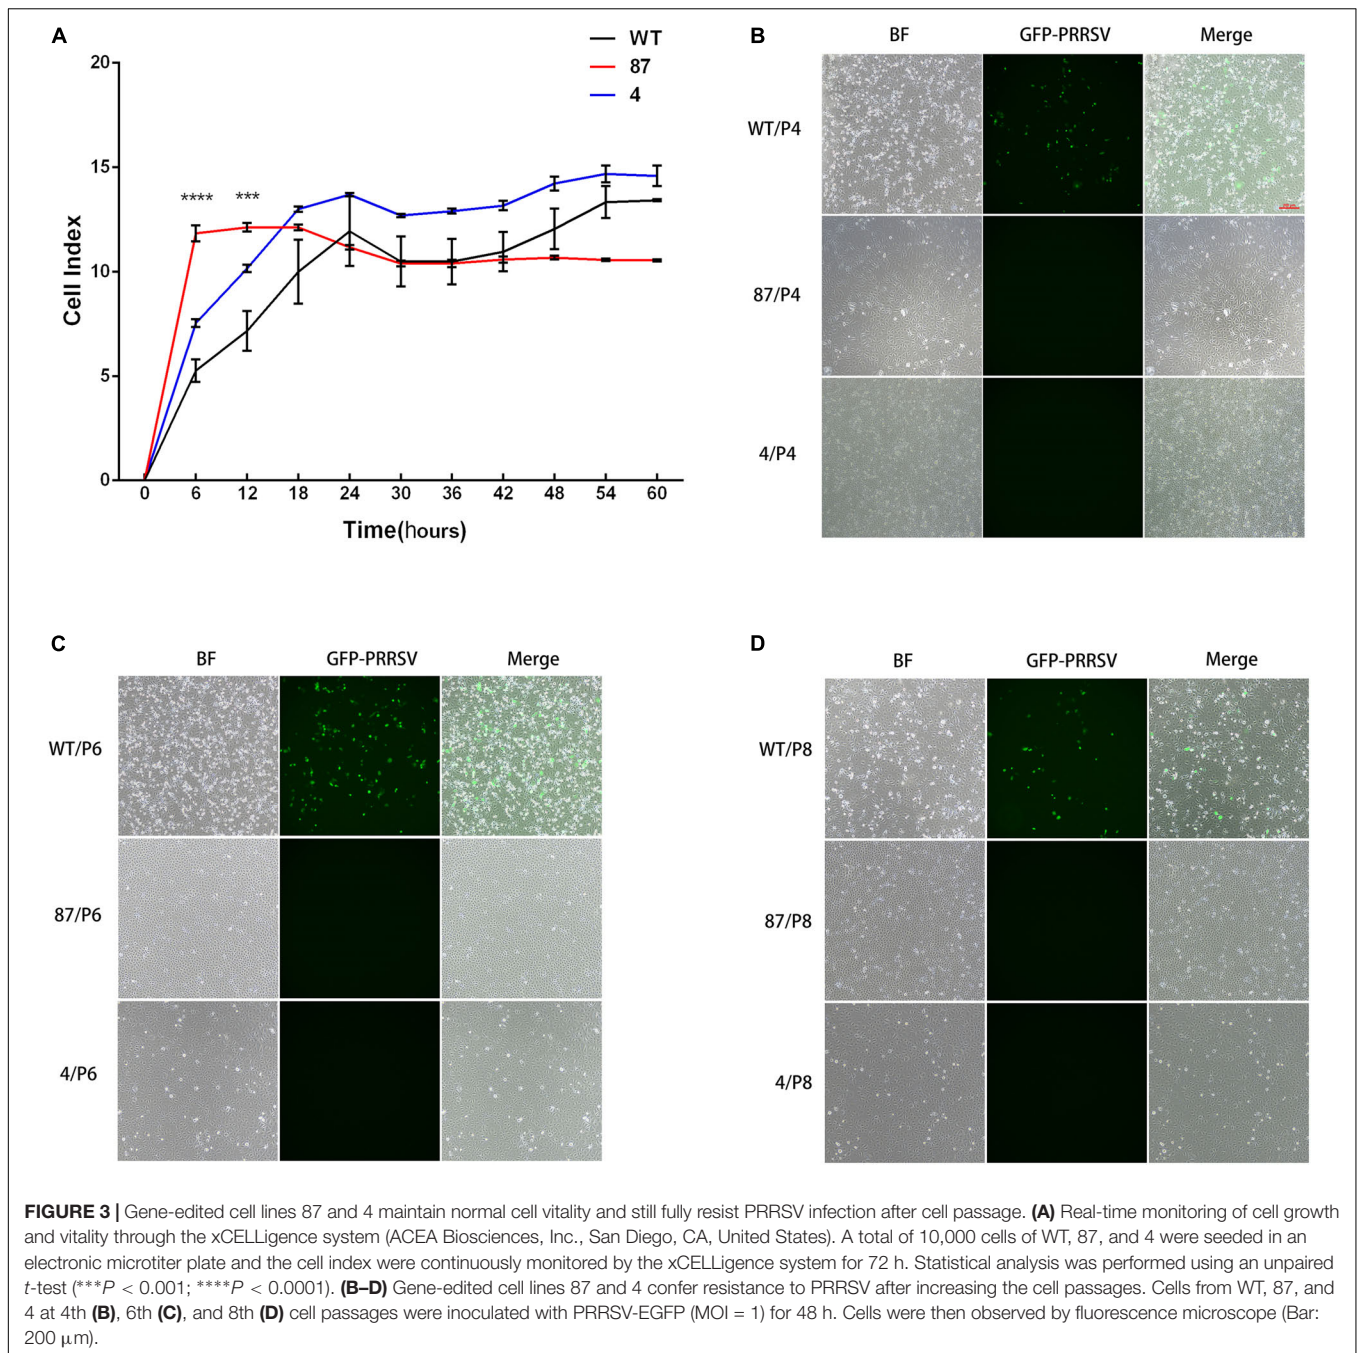 A
WT
87
4
20
15
10
5
0
**** ***
Cell Index
0 6 12 18 24 30 36 42 48 54 60
Time(hours)
B
BF GFP-PRRSV Merge
WT/P4
87/P4
4/P4
C
BF GFP-PRRSV Merge
WT/P6
87/P6
4/P6
D
BF GFP-PRRSV Merge
WT/P8
87/P8
4/P8
FIGURE 3 | Gene-edited cell lines 87 and 4 maintain normal cell vitality and still fully resist PRRSV infection after cell passage. (A) Real-time monitoring of cell growth
and vitality through the xCELLigence system (ACEA Biosciences, Inc., San Diego, CA, United States). A total of 10,000 cells of WT, 87, and 4 were seeded in an
electronic microtiter plate and the cell index were continuously monitored by the xCELLigence system for 72 h. Statistical analysis was performed using an unpaired
t-test (***P < 0.001; ****P < 0.0001). (B–D) Gene-edited cell lines 87 and 4 confer resistance to PRRSV after increasing the cell passages. Cells from WT, 87, and
4 at 4th (B), 6th (C), and 8th (D) cell passages were inoculated with PRRSV-EGFP (MOI = 1) for 48 h. Cells were then observed by fluorescence microscope (Bar:
200 μm).